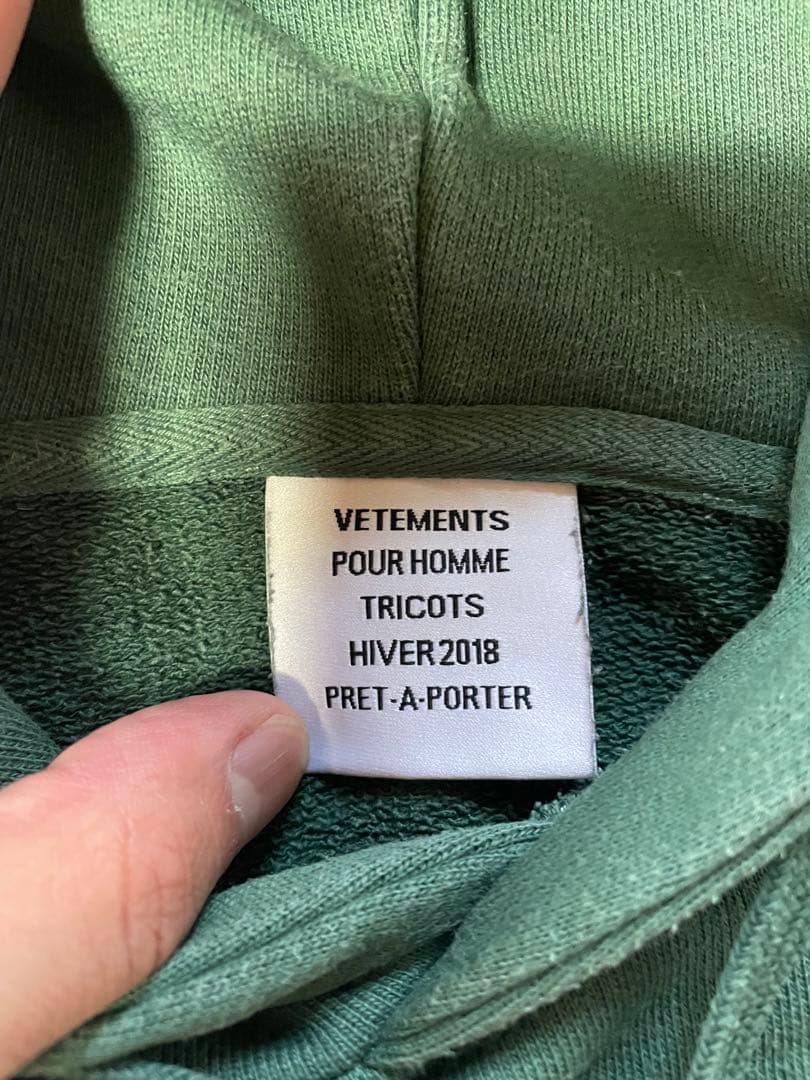 VETEMENTS
POUR HOMME
TRICOTS
HIVER 2018
PRET-A-PORTER